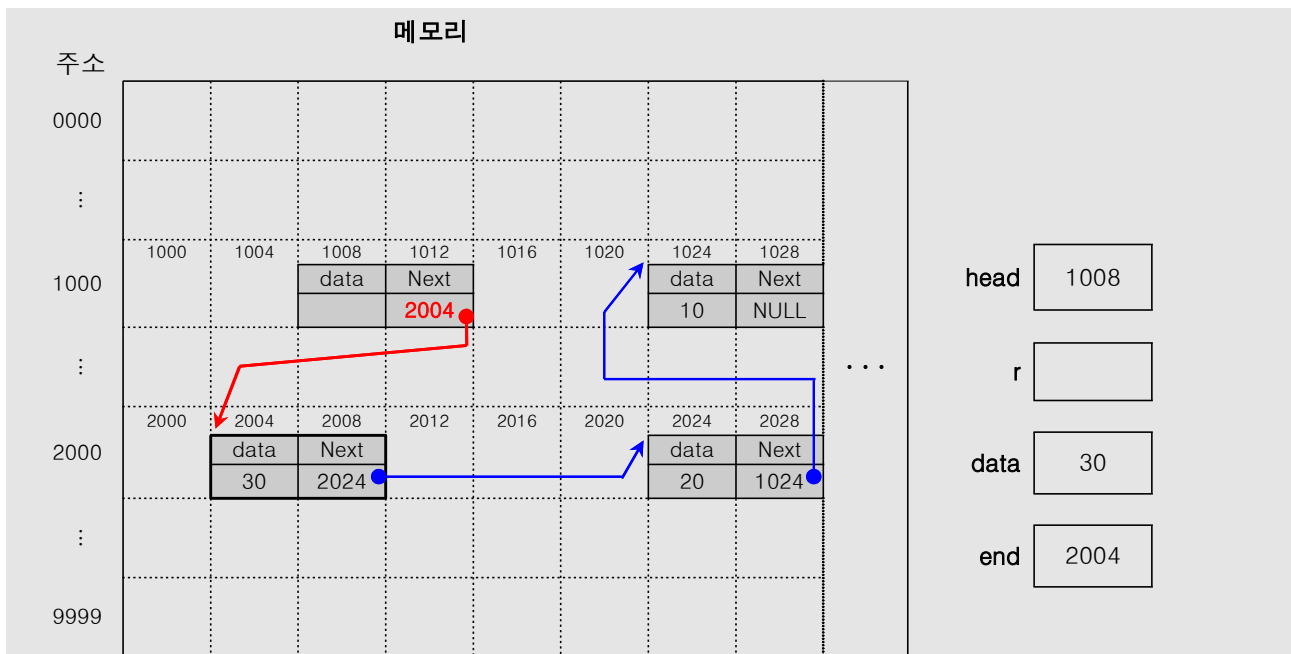 메모리
주소
0000
⋮
1000 1004 1008 1012 1016 1020 1024 1028
data Next data Next
1000
2004 10 NULL
⋮
...
2000 2004 2008 2012 2016 2020 2024 2028
data Next data Next
2000
30 2024 20 1024
⋮
9999
head 1008
r
data 30
end 2004